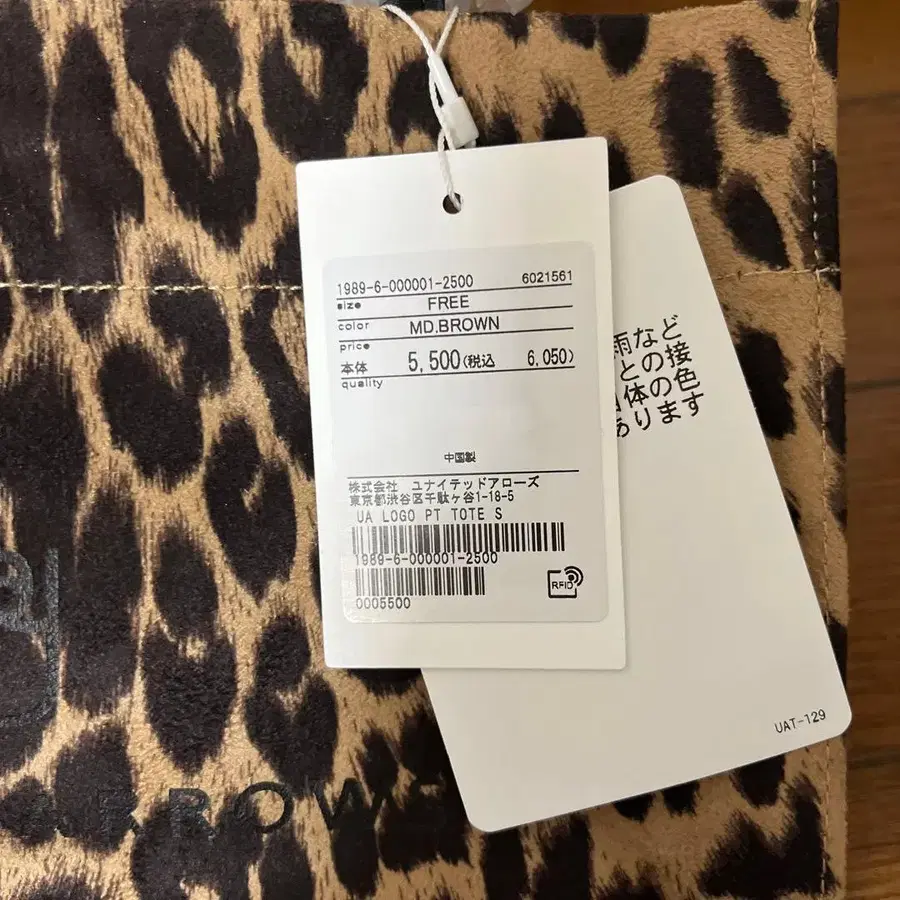 1989-6-000001-2500 6021561
size FREE
color MD.BROWN
price
本体 5,500(税込 6,050)
quality
中国製
株式会社 ユナイテッドアローズ
東京都渋谷区千駄ヶ谷1-18-5
UA LOGO PT TOTE S
1989-6-000001-2500
0005500
RFID
雨など
との接
体の色
あります
UAT-129
ARROWS